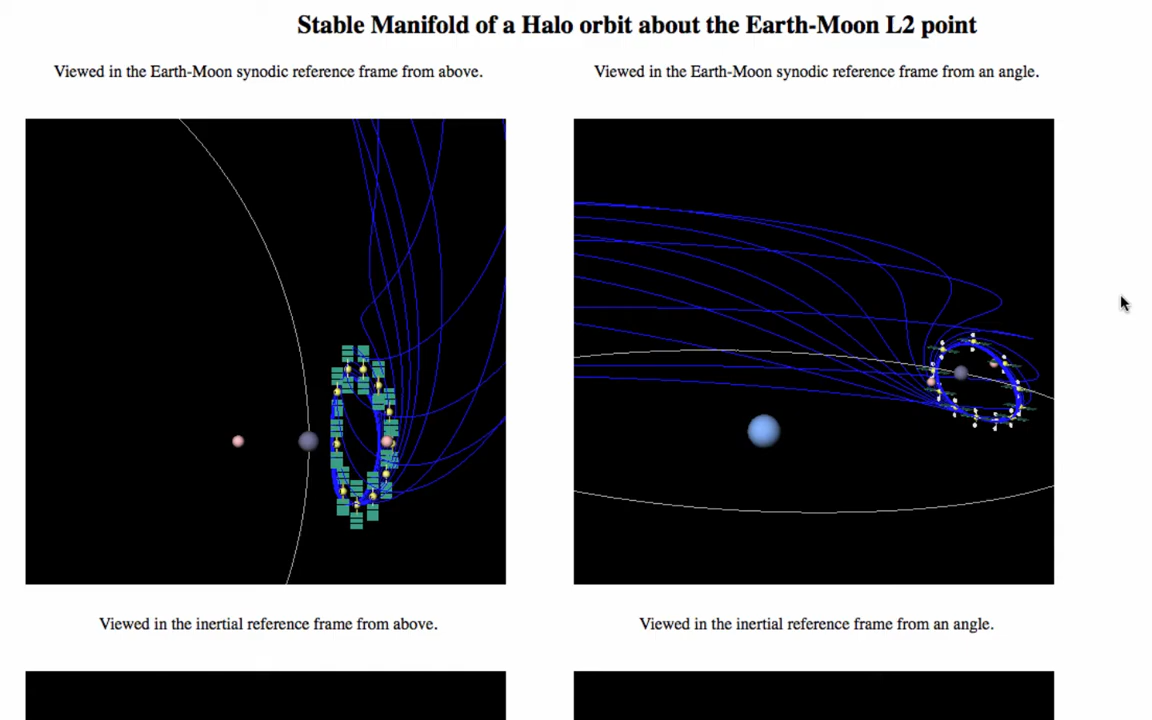 Stable Manifold of a Halo orbit about the Earth-Moon L2 point
Viewed in the Earth-Moon synodic reference frame from above.
Viewed in the Earth-Moon synodic reference frame from an angle.
Viewed in the inertial reference frame from above.
Viewed in the inertial reference frame from an angle.